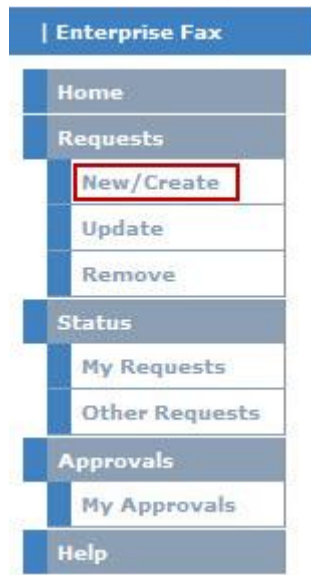 | Enterprise Fax
Home
Requests
New/Create
Update
Remove
Status
My Requests
Other Requests
Approvals
My Approvals
Help